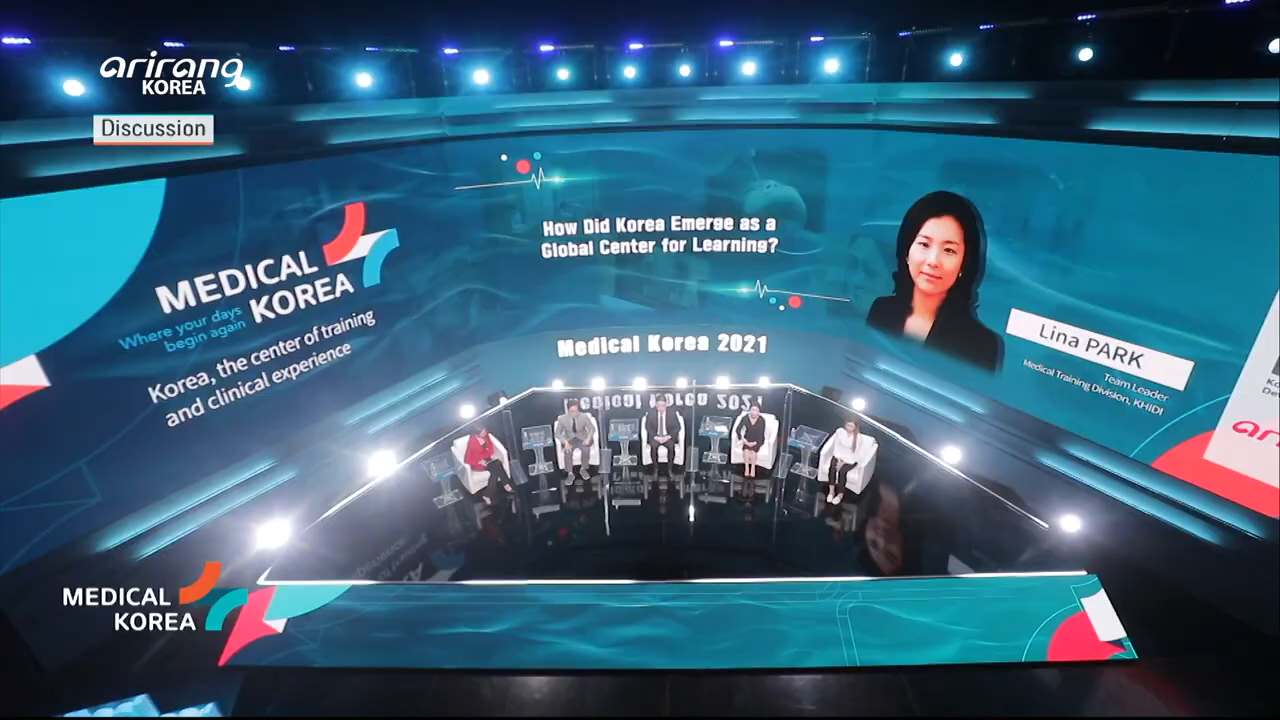 arirang
KOREA
Discussion
MEDICAL
KOREA
Where your days
begin again
Korea, the center of training
and clinical experience
How Did Korea Emerge as a
Global Center for Learning?
Medical Korea 2021
Lina PARK
Team Leader
Medical Training Division, KHIDI
MEDICAL
KOREA